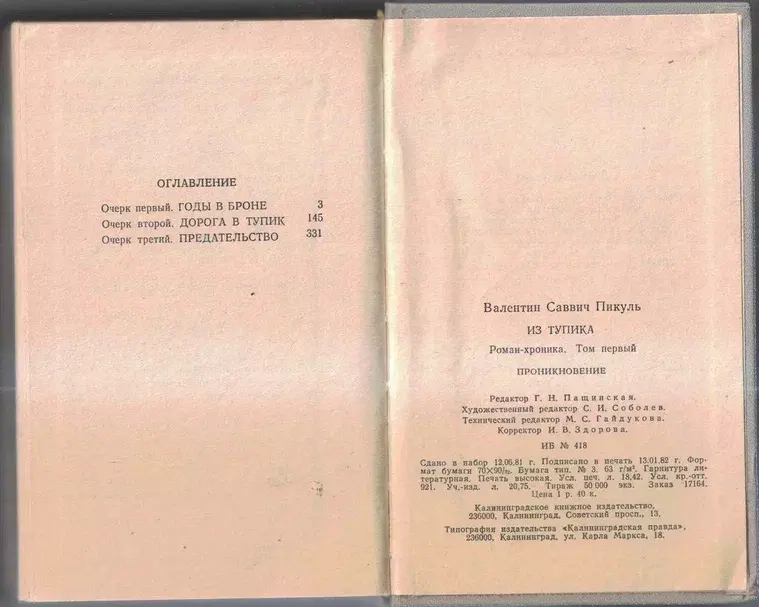 ОГЛАВЛЕНИЕ
Очерк первый. ГОДЫ В БРОНЕ 3
Очерк второй. ДОРОГА В ТУПИК 145
Очерк третий. ПРЕДАТЕЛЬСТВО 331
Валентин Саввич Пикуль
ИЗ ТУПИКА
Роман-хроника. Том первый
ПРОНИКНОВЕНИЕ
Редактор Г. Н. Пащинская.
Художественный редактор С. И. Соболев.
Технический редактор М. С. Гайдукова.
Корректор И. В. Здорова.
ИБ № 418
Сдано в набор 12.06.81 г. Подписано в печать 13.01.82 г. Фор-
мат бумаги 70×90/32. Бумага тип. № 3. 63 г/м². Гарнитура ли-
тературная. Печать высокая. Усл. печ. л. 18,42. Усл. кр.-отт.
921. Уч.-изд. л. 20,75. Тираж 50 000 экз. Заказ 17164.
Цена 1 р. 40 к.
Калининградское книжное издательство,
236000, Калининград, Советский просп., 13.
Типография издательства «Калининградская правда»,
236000, Калининград, ул. Карла Маркса, 18.